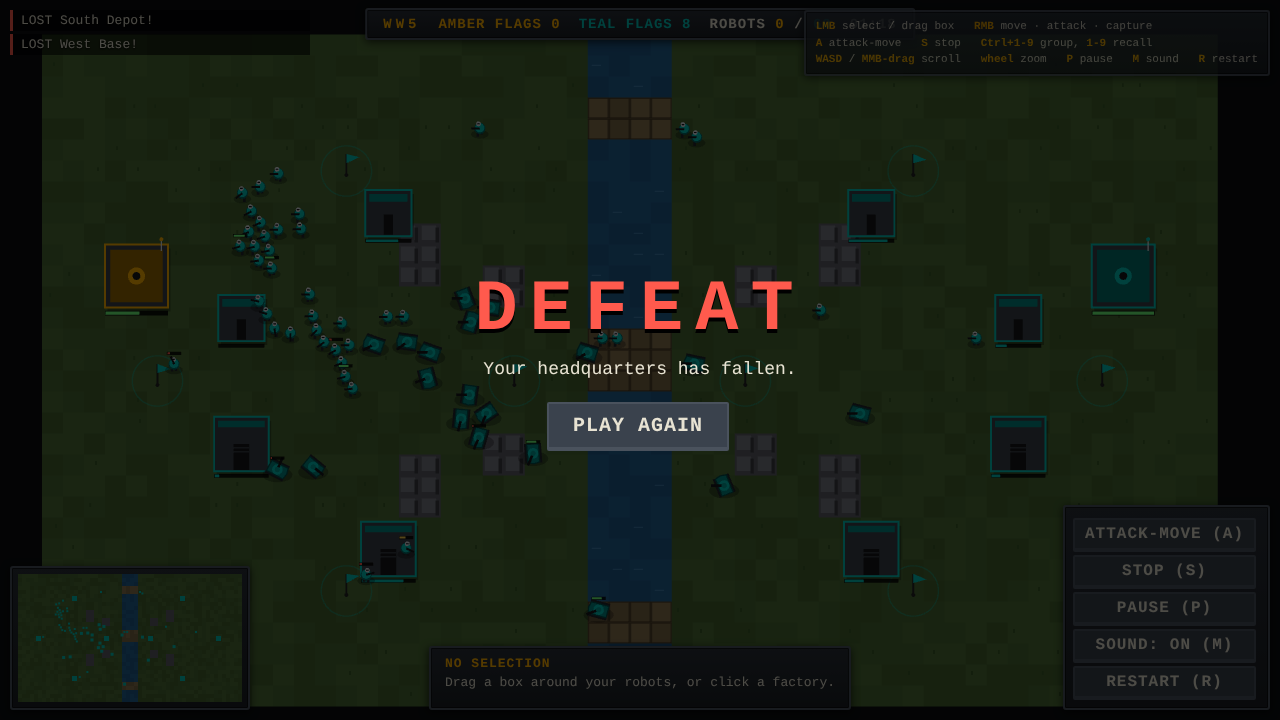 LOST South Depot!
LOST West Base!
WW5 AMBER FLAGS 0 TEAL FLAGS 8 ROBOTS 0 /
LMB select / drag box RMB move · attack · capture
A attack-move S stop Ctrl+1-9 group, 1-9 recall
WASD / MMB-drag scroll wheel zoom P pause M sound R restart
DEFEAT
Your headquarters has fallen.
PLAY AGAIN
ATTACK-MOVE (A)
STOP (S)
PAUSE (P)
SOUND: ON (M)
RESTART (R)
NO SELECTION
Drag a box around your robots, or click a factory.